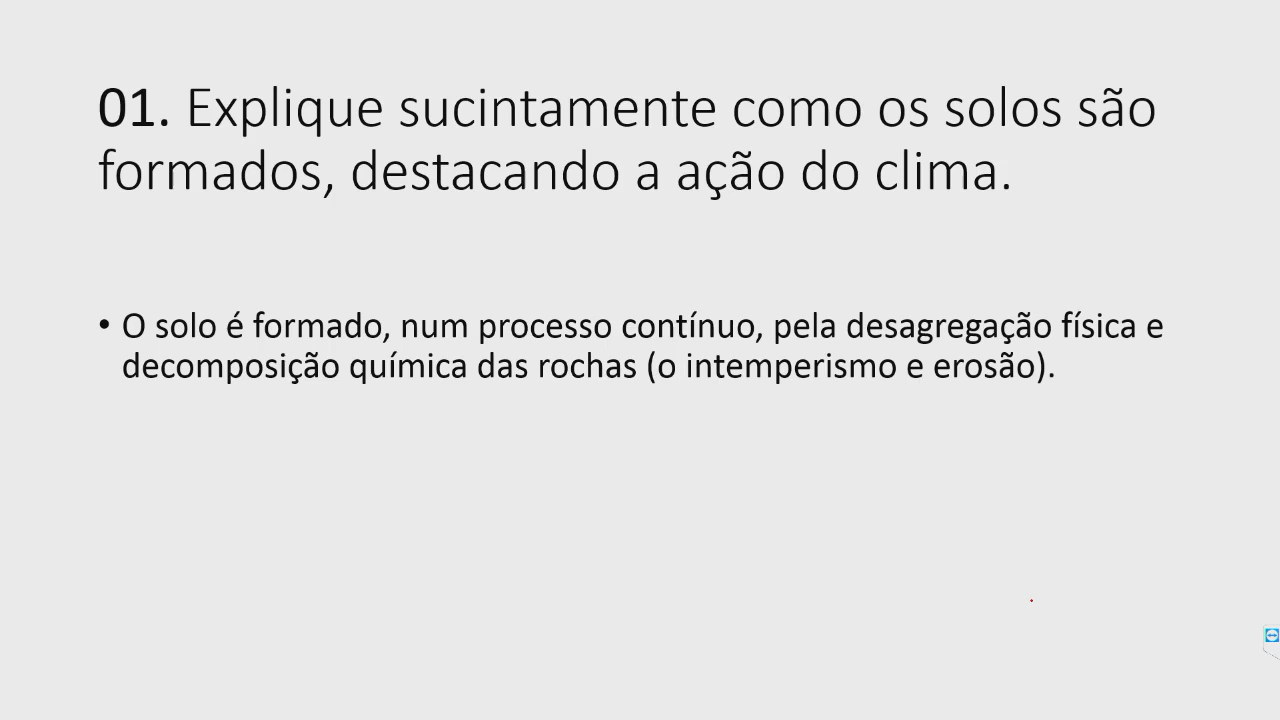 01. Explique sucintamente como os solos são
formados, destacando a ação do clima.
• O solo é formado, num processo contínuo, pela desagregação física e
decomposição química das rochas (o intemperismo e erosão).